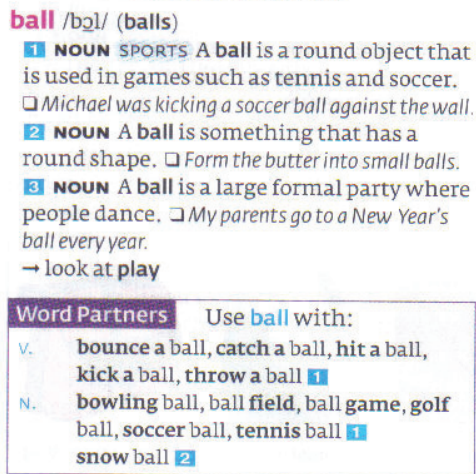 ball /bɔl/ (balls)
1 NOUN SPORTS A ball is a round object that
is used in games such as tennis and soccer.
❑ Michael was kicking a soccer ball against the wall.
2 NOUN A ball is something that has a
round shape. ❑ Form the butter into small balls.
3 NOUN A ball is a large formal party where
people dance. ❑ My parents go to a New Year's
ball every year.
→ look at play
Word Partners Use ball with:
V. bounce a ball, catch a ball, hit a ball,
kick a ball, throw a ball 1
N. bowling ball, ball field, ball game, golf
ball, soccer ball, tennis ball 1
snow ball 2